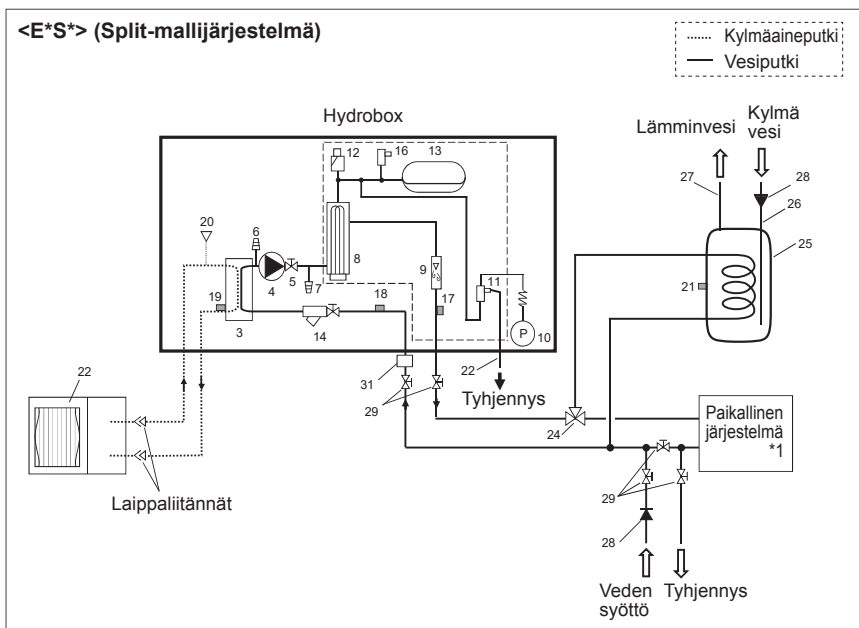 <E*S*> (Split-mallijärjestelmä)
Kylmäaineputki
Vesiputki
Hydrobox
Lämminvesi
Kylmä
vesi
12
16
13
27
28
26
20
6
8
25
5
9
4
7
11
21
19
18
17
3
14
P
10
22
31
22
Tyhjennys
29
24
Paikallinen
järjestelmä
*1
Laippaliitännät
29
28
Veden
syöttö
Tyhjennys